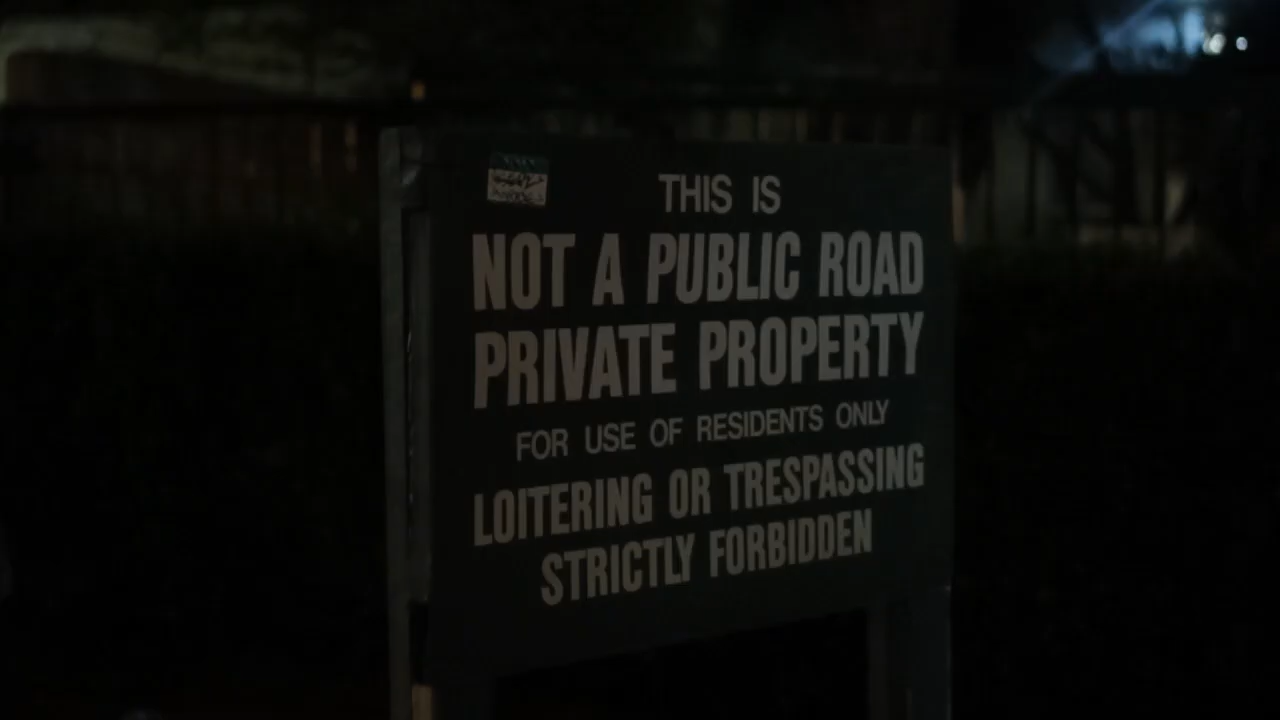 THIS IS
NOT A PUBLIC ROAD
PRIVATE PROPERTY
FOR USE OF RESIDENTS ONLY
LOITERING OR TRESPASSING
STRICTLY FORBIDDEN